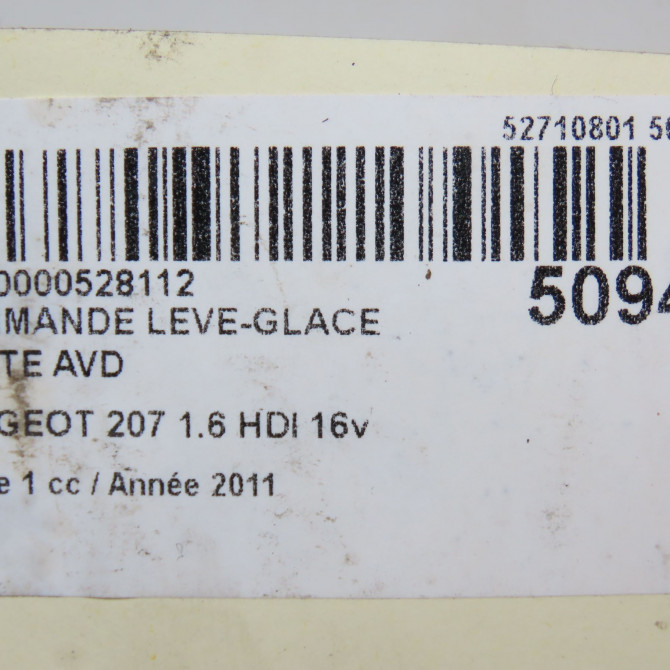 52710801 50
0000528112
5094
MANDE LEVE-GLACE
TE AVD
GEOT 207 1.6 HDI 16v
e 1 cc / Année 2011